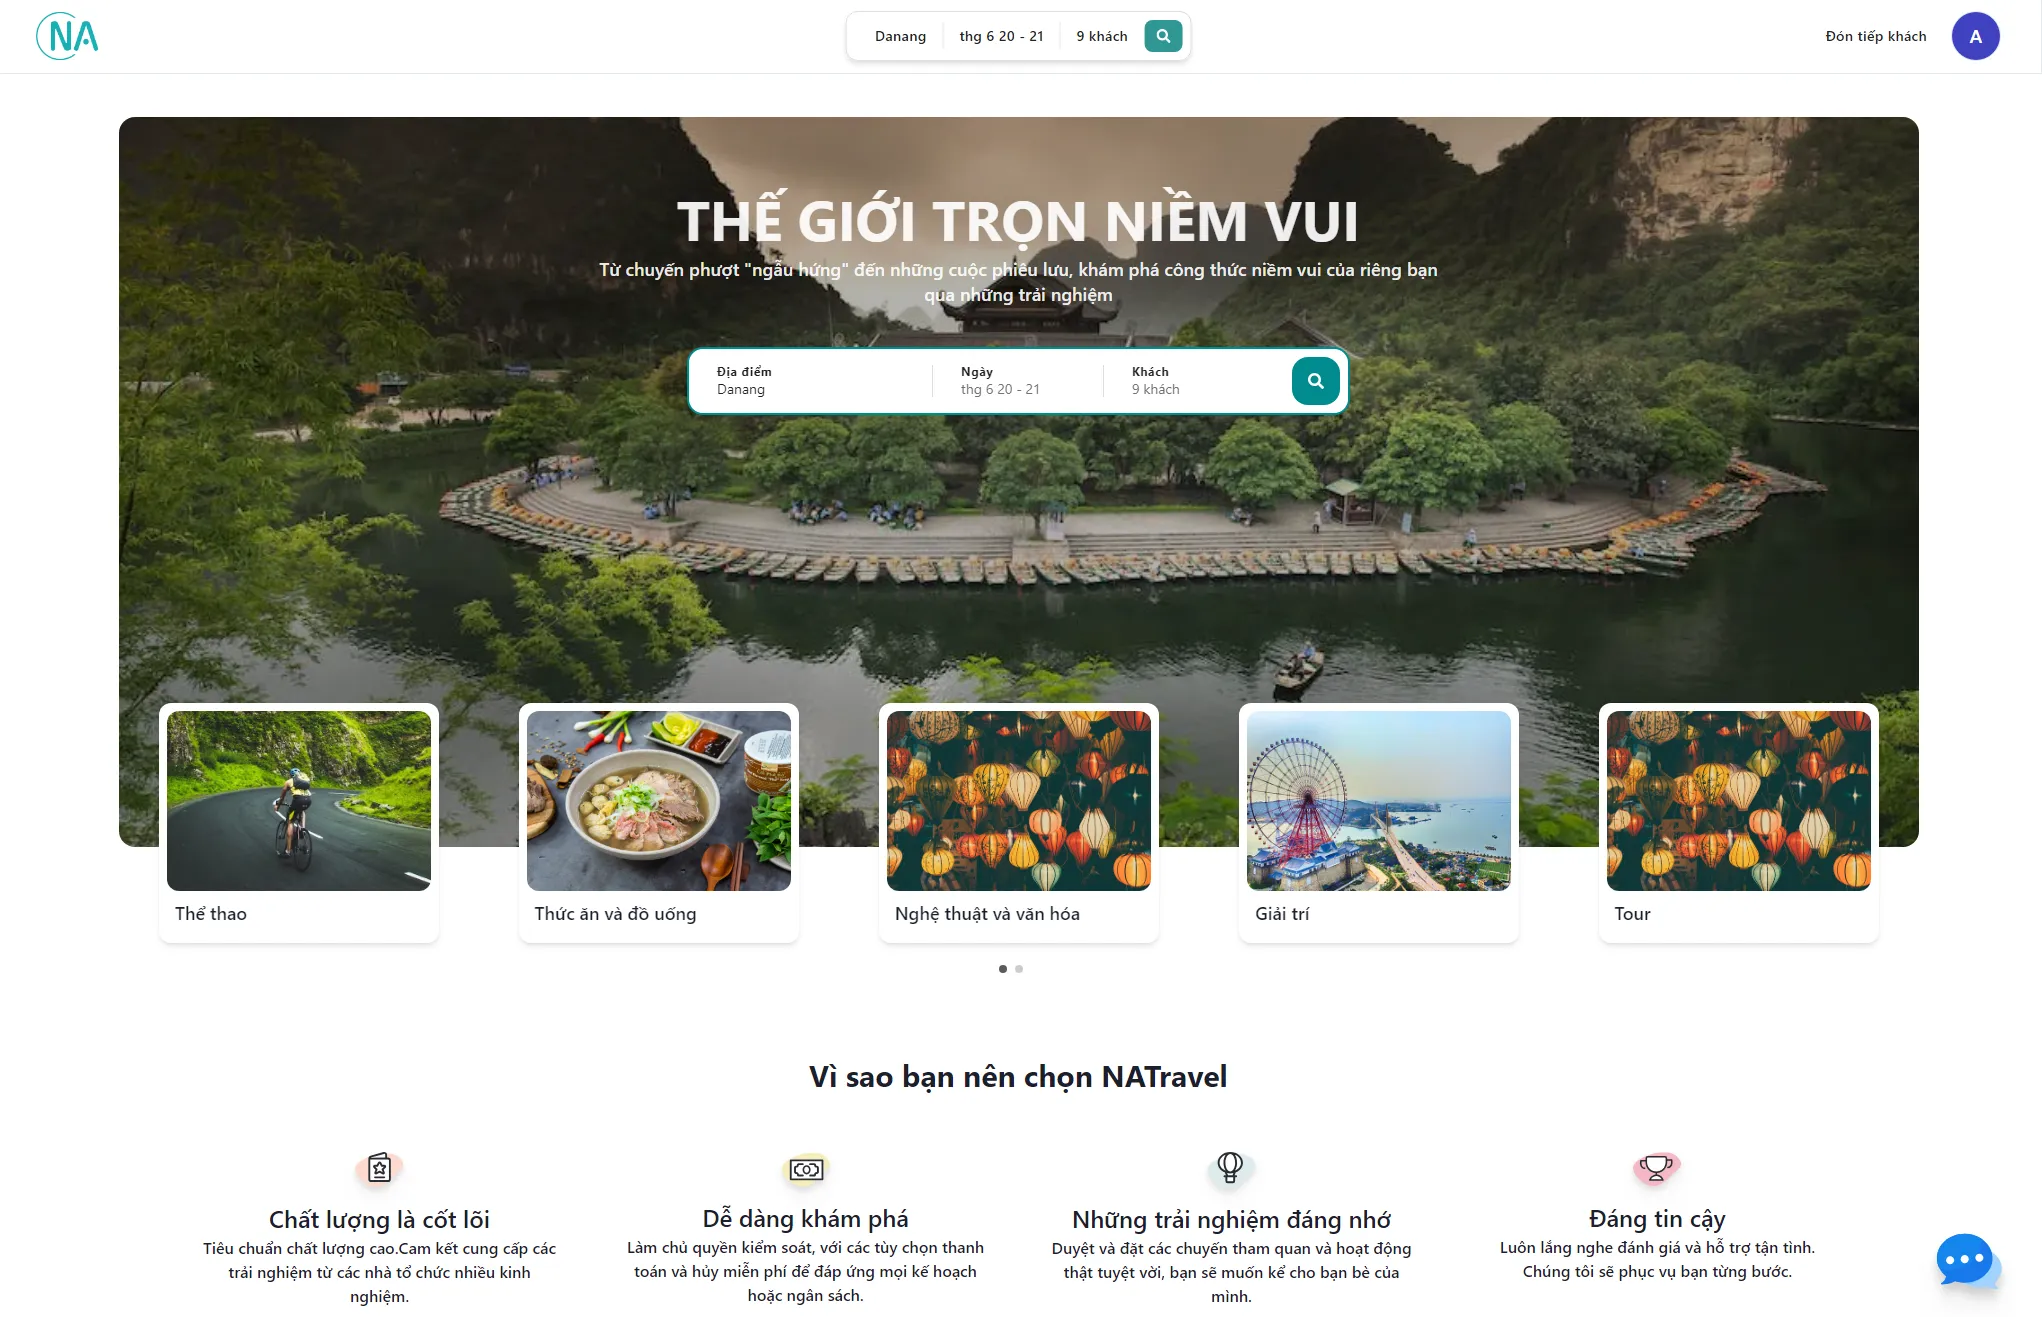 NA
Danang
thg 6 20 - 21
9 khách
Đón tiếp khách
A
THẾ GIỚI TRỌN NIỀM VUI
Từ chuyến phượt "ngẫu hứng" đến những cuộc phiêu lưu, khám phá công thức niềm vui của riêng bạn
qua những trải nghiệm
Địa điểm
Danang
Ngày
thg 6 20 - 21
Khách
9 khách
Thể thao
Thức ăn và đồ uống
Nghệ thuật và văn hóa
Giải trí
Tour
Vì sao bạn nên chọn NATravel
Chất lượng là cốt lõi
Tiêu chuẩn chất lượng cao.Cam kết cung cấp các
trải nghiệm từ các nhà tổ chức nhiều kinh
nghiệm.
Dễ dàng khám phá
Làm chủ quyền kiểm soát, với các tùy chọn thanh
toán và hủy miễn phí để đáp ứng mọi kế hoạch
hoặc ngân sách.
Những trải nghiệm đáng nhớ
Duyệt và đặt các chuyến tham quan và hoạt động
thật tuyệt vời, bạn sẽ muốn kể cho bạn bè của
mình.
Đáng tin cậy
Luôn lắng nghe đánh giá và hỗ trợ tận tình.
Chúng tôi sẽ phục vụ bạn từng bước.